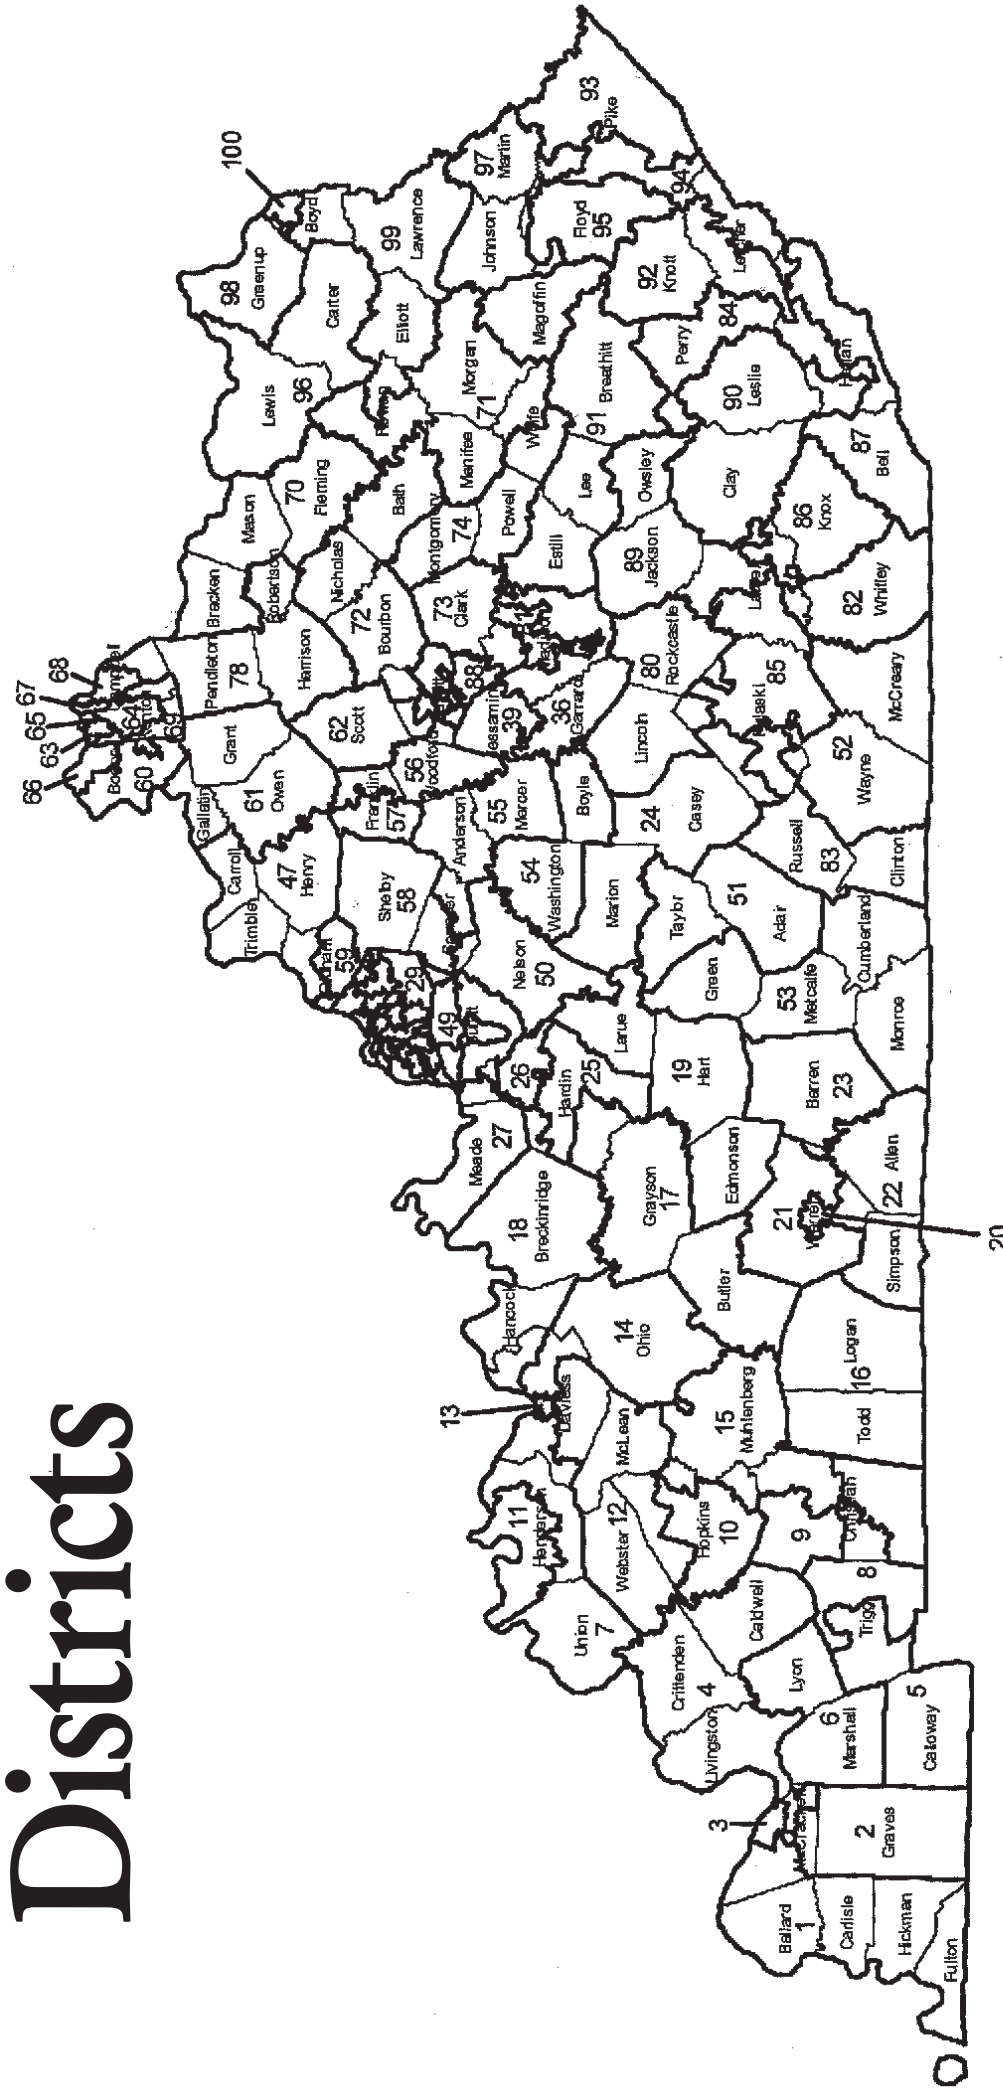 Districts
100
98
Greenup
Boyd
Carter
99
Lawrence
Elliott
97
Martin
Johnson
93
Pike
Floyd
95
94
92
Knott
Letcher
Magoffin
Morgan
71
Lewis
96
Rowan
Perry
84
90
Leslie
Harlan
91
Breathitt
Wolfe
Menifee
Mason
70
Fleming
Bath
Montgomery
74
Powell
Lee
Owsley
Estill
Clay
89
Jackson
87
Bell
86
Knox
Laurel
82
Whitley
Bracken
Robertson
Nicholas
72
Bourbon
73
Clark
88
80
Rockcastle
85
Pulaski
McCreary
68
67
65
63
66
64
Kenton
69
60
Pendleton
78
Harrison
Grant
62
Scott
61
Owen
Gallatin
Carroll
Trimble
47
Henry
Franklin
57
56
Woodford
39
36
Garrard
Lincoln
55
Mercer
Boyle
Anderson
Shelby
58
59
24
Casey
52
Wayne
Russell
83
Clinton
54
Washington
Marion
Taylor
51
Adair
Cumberland
Nelson
50
29
49
Green
53
Metcalfe
Monroe
Larue
26
Hardin
25
19
Hart
Barren
23
Meade
27
18
Breckinridge
Grayson
17
Edmonson
21
Warren
20
22
Allen
Simpson
Hancock
14
Ohio
Butler
13
Daviess
McLean
15
Muhlenberg
16
Logan
Todd
11
Henderson
Webster
12
Hopkins
10
9
Christian
8
Trigg
Union
7
Crittenden
4
Caldwell
Lyon
Livingston
6
Marshall
5
Calloway
3
McCracken
2
Graves
Ballard
1
Carlisle
Hickman
Fulton